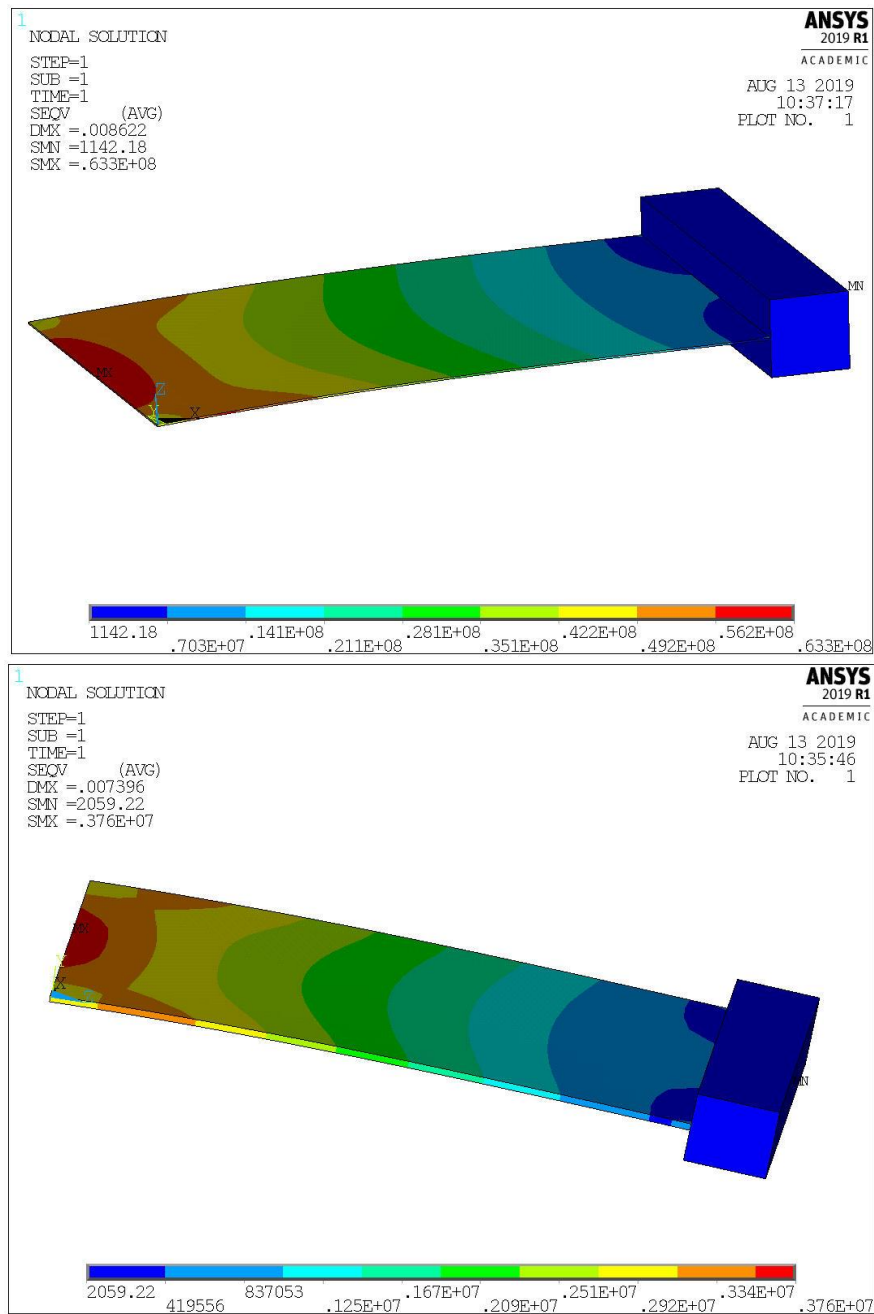 1
NODAL SOLUTION
STEP=1
SUB =1
TIME=1
SEQV (AVG)
DMX =.008622
SMN =1142.18
SMX =.633E+08
ANSYS
2019 R1
ACADEMIC
AUG 13 2019
10:37:17
PLOT NO. 1
MN
MX
Z
Y
X
1142.18 .141E+08 .281E+08 .422E+08 .562E+08
.703E+07 .211E+08 .351E+08 .492E+08 .633E+08
1
NODAL SOLUTION
STEP=1
SUB =1
TIME=1
SEQV (AVG)
DMX =.007396
SMN =2059.22
SMX =.376E+07
ANSYS
2019 R1
ACADEMIC
AUG 13 2019
10:35:46
PLOT NO. 1
MX
Y
X
Z
MN
2059.22 837053 .167E+07 .251E+07 .334E+07
419556 .125E+07 .209E+07 .292E+07 .376E+07